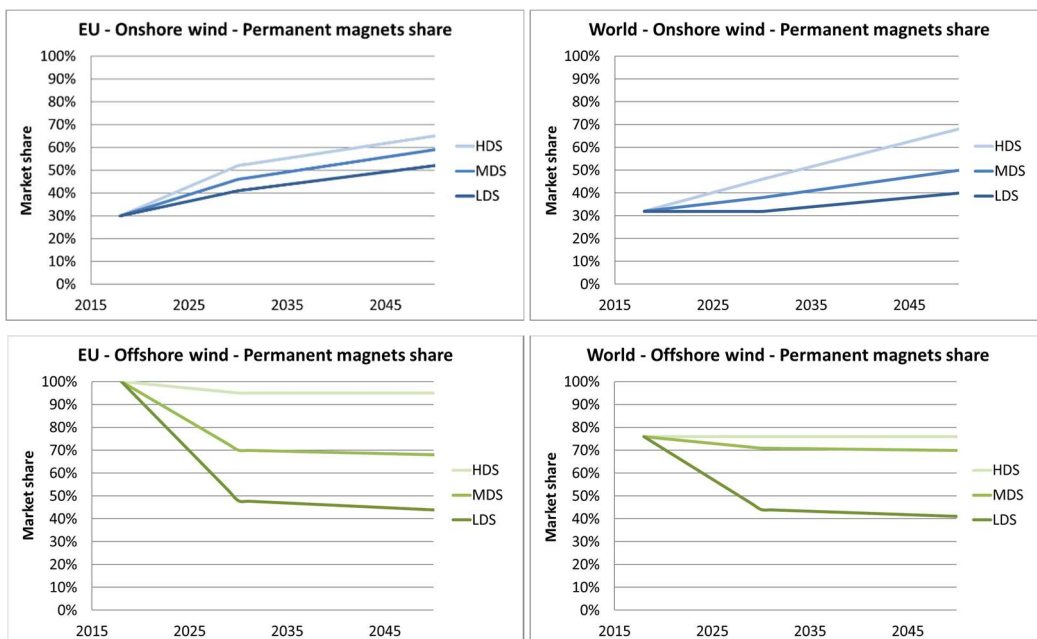 EU - Onshore wind - Permanent magnets share
Market share
100%
90%
80%
70%
60%
50%
40%
30%
20%
10%
0%
2015 2025 2035 2045
HDS
MDS
LDS
World - Onshore wind - Permanent magnets share
Market share
100%
90%
80%
70%
60%
50%
40%
30%
20%
10%
0%
2015 2025 2035 2045
HDS
MDS
LDS
EU - Offshore wind - Permanent magnets share
Market share
100%
90%
80%
70%
60%
50%
40%
30%
20%
10%
0%
2015 2025 2035 2045
HDS
MDS
LDS
World - Offshore wind - Permanent magnets share
Market share
100%
90%
80%
70%
60%
50%
40%
30%
20%
10%
0%
2015 2025 2035 2045
HDS
MDS
LDS